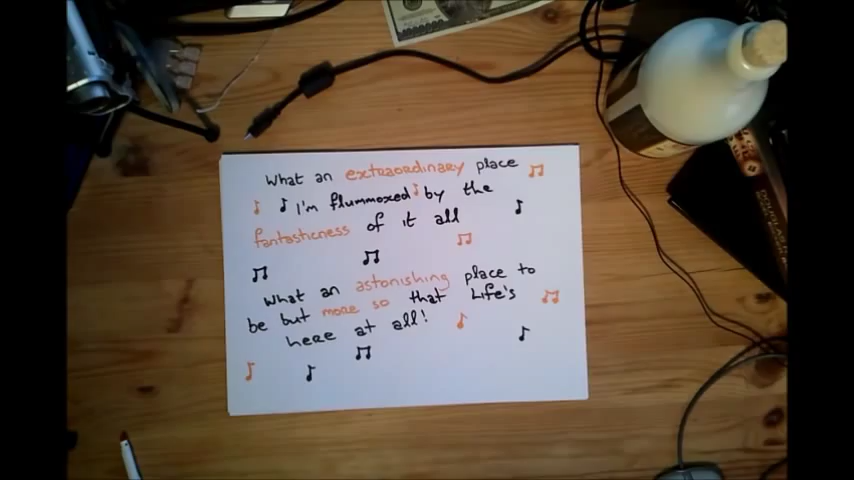 What an extraordinary place
I'm flummoxed by the
fantasticness of it all
What an astonishing place to
be but more so that Life's
here at all!